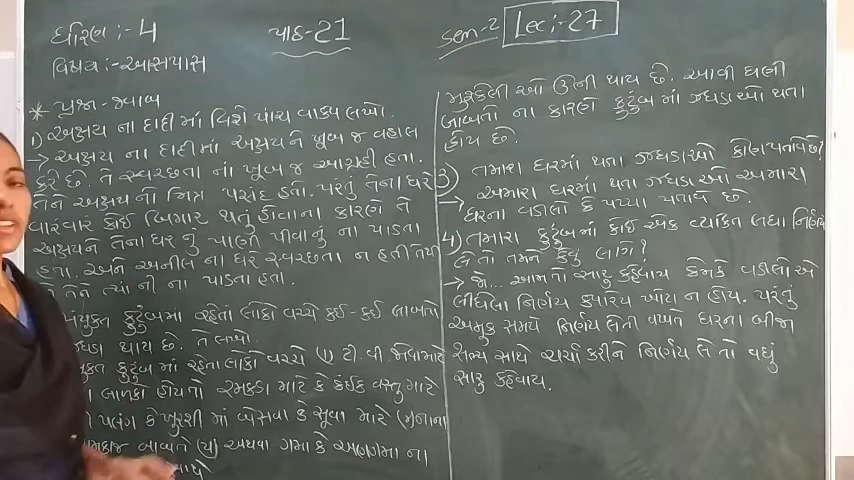 ધોરણ :- 4
પાઠ-21
sem-2
Lec:-27
વિષય :- આસપાસ
* પ્રશ્ન-જવાબ
1) અક્ષય ના દાદીમાં વિશે પાંચ વાક્ય લખો.
→ અક્ષય ના દાદીમાં અક્ષયને ખૂબ જ વહાલ
કરે છે. તે સ્વચ્છતા નાં ખૂબ જ આગ્રહી હતા.
તેને અક્ષય નો મિત્ર પસંદ હતો. પરંતુ તેના ઘરે
વારંવાર કોઈ બિમાર થતું હોવાના કારણે તે
અક્ષયને તેના ઘર નું પાણી પીવાનું ના પાડતા
હતા. અને અનીલ ના ઘરે સ્વચ્છતા ન હતી તેથી
તે તેને ત્યાં ની ના પાડતા હતા.
સંયુક્ત કુટુંબમાં રહેતાં લોકો વચ્ચે કઈ-કઈ બાબતો
ઝઘડા થાય છે. તે લખો.
કુટુંબ માં રહેતા લોકો વચ્ચે (1) ટી.વી. જોવા માટે
બાળકો હોય તો રમકડા માટે કે કંઈક વસ્તુ માટે
પલંગ કે ખુરશી માં બેસવા કે સૂવા માટે
બાબતે અથવા ગમા કે અણગમા ના
મુશ્કેલી ઓ ઉભી થાય છે. આવી ઘણી
બાબતો ના કારણે કુટુંબ માં ઝઘડા ઓ થતા
હોય છે.
3) તમારા ઘરમાં થતા ઝઘડાઓ કોણ પતાવે છે?
→ અમારા ઘરમાં થતા ઝઘડાઓ અમારા
ઘરના વડીલો કે પપ્પા પતાવે છે.
4) તમારા કુટુંબમાં કોઈ એક વ્યક્તિ બધા નિર્ણય
લે તો તમને કેવું લાગે?
→ જો... આમ તો સારુ કહેવાય કેમકે વડીલોએ
લીધેલા નિર્ણય ક્યારેય ખોટા ન હોય. પરંતુ
અમુક સમયે નિર્ણય લેતી વખતે ઘરના બીજા
સભ્ય સાથે ચર્ચા કરીને નિર્ણય લે તો વધું
સારુ કહેવાય.